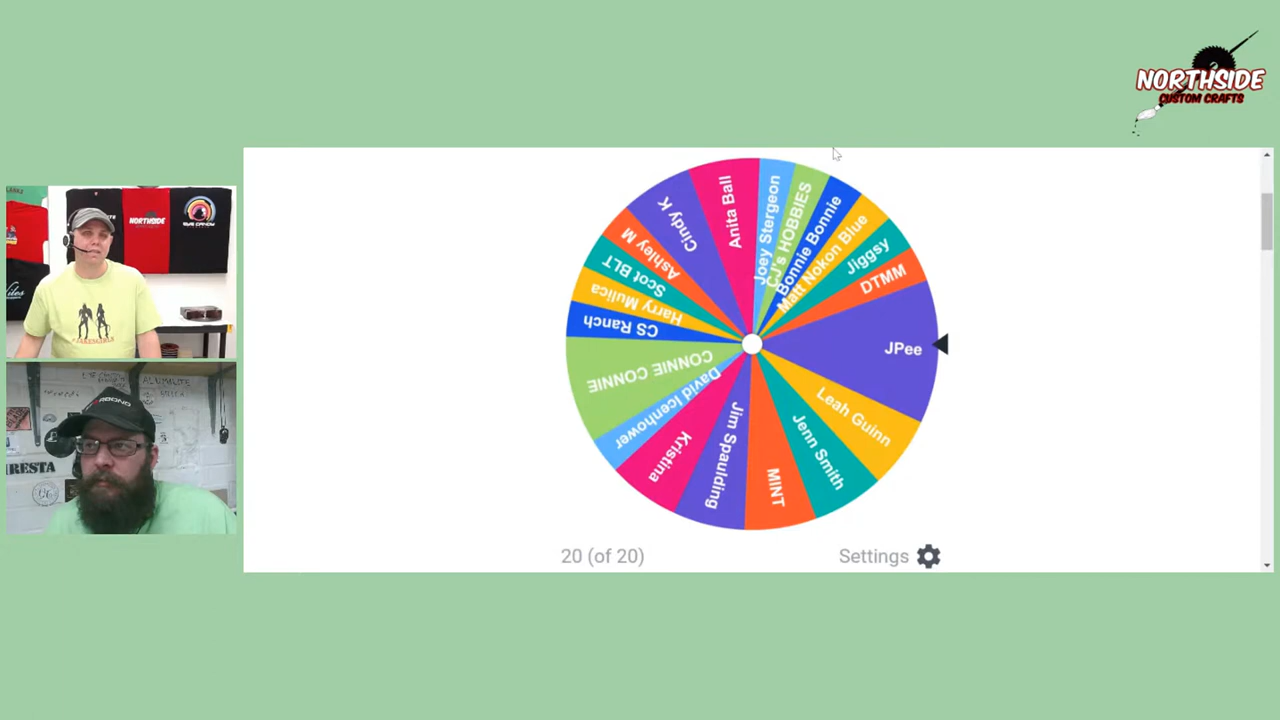 NORTHSIDE
CUSTOM CRAFTS
Anita Ball
Joey Stergeon
CJ's HOBBIES
Bonnie Bonnie
Matt Nokon Blue
Jiggsy
DTMM
JPee
Leah Guinn
Jenn Smith
MINT
Jim Spaulding
Kristina
David Icenhower
CONNIE CONNIE
CS Ranch
Harry Mulica
Scot BLT
Ashley M
Cindy K
20 (of 20)
Settings
NORTHSIDE